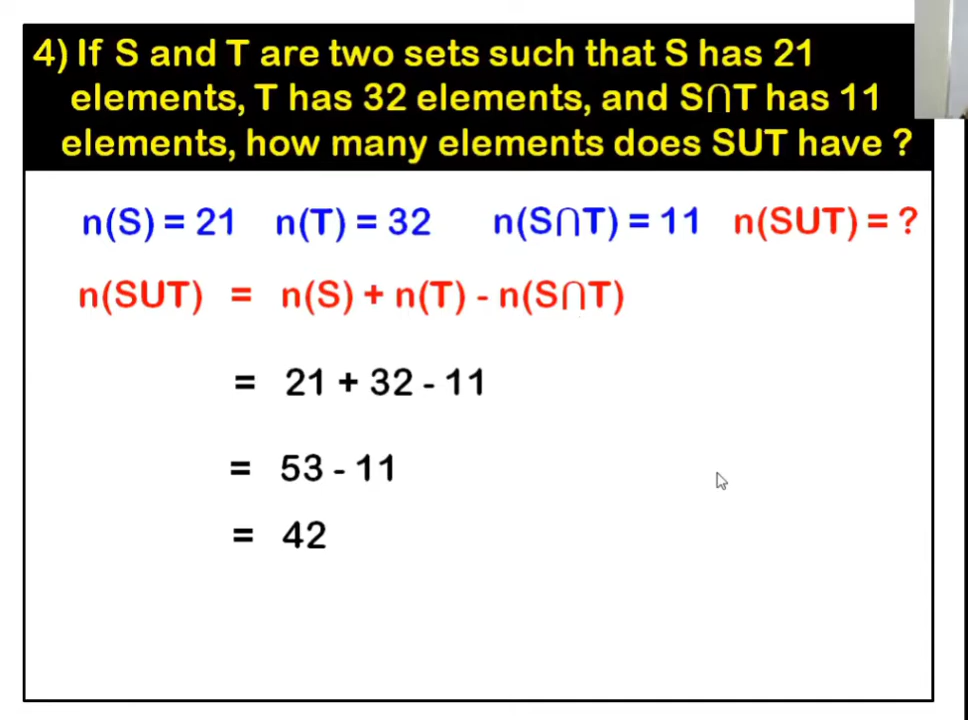 4) If S and T are two sets such that S has 21
elements, T has 32 elements, and S∩T has 11
elements, how many elements does SUT have ?
n(S) = 21 n(T) = 32 n(S∩T) = 11 n(SUT) = ?
n(SUT) = n(S) + n(T) - n(S∩T)
= 21 + 32 - 11
= 53 - 11
= 42